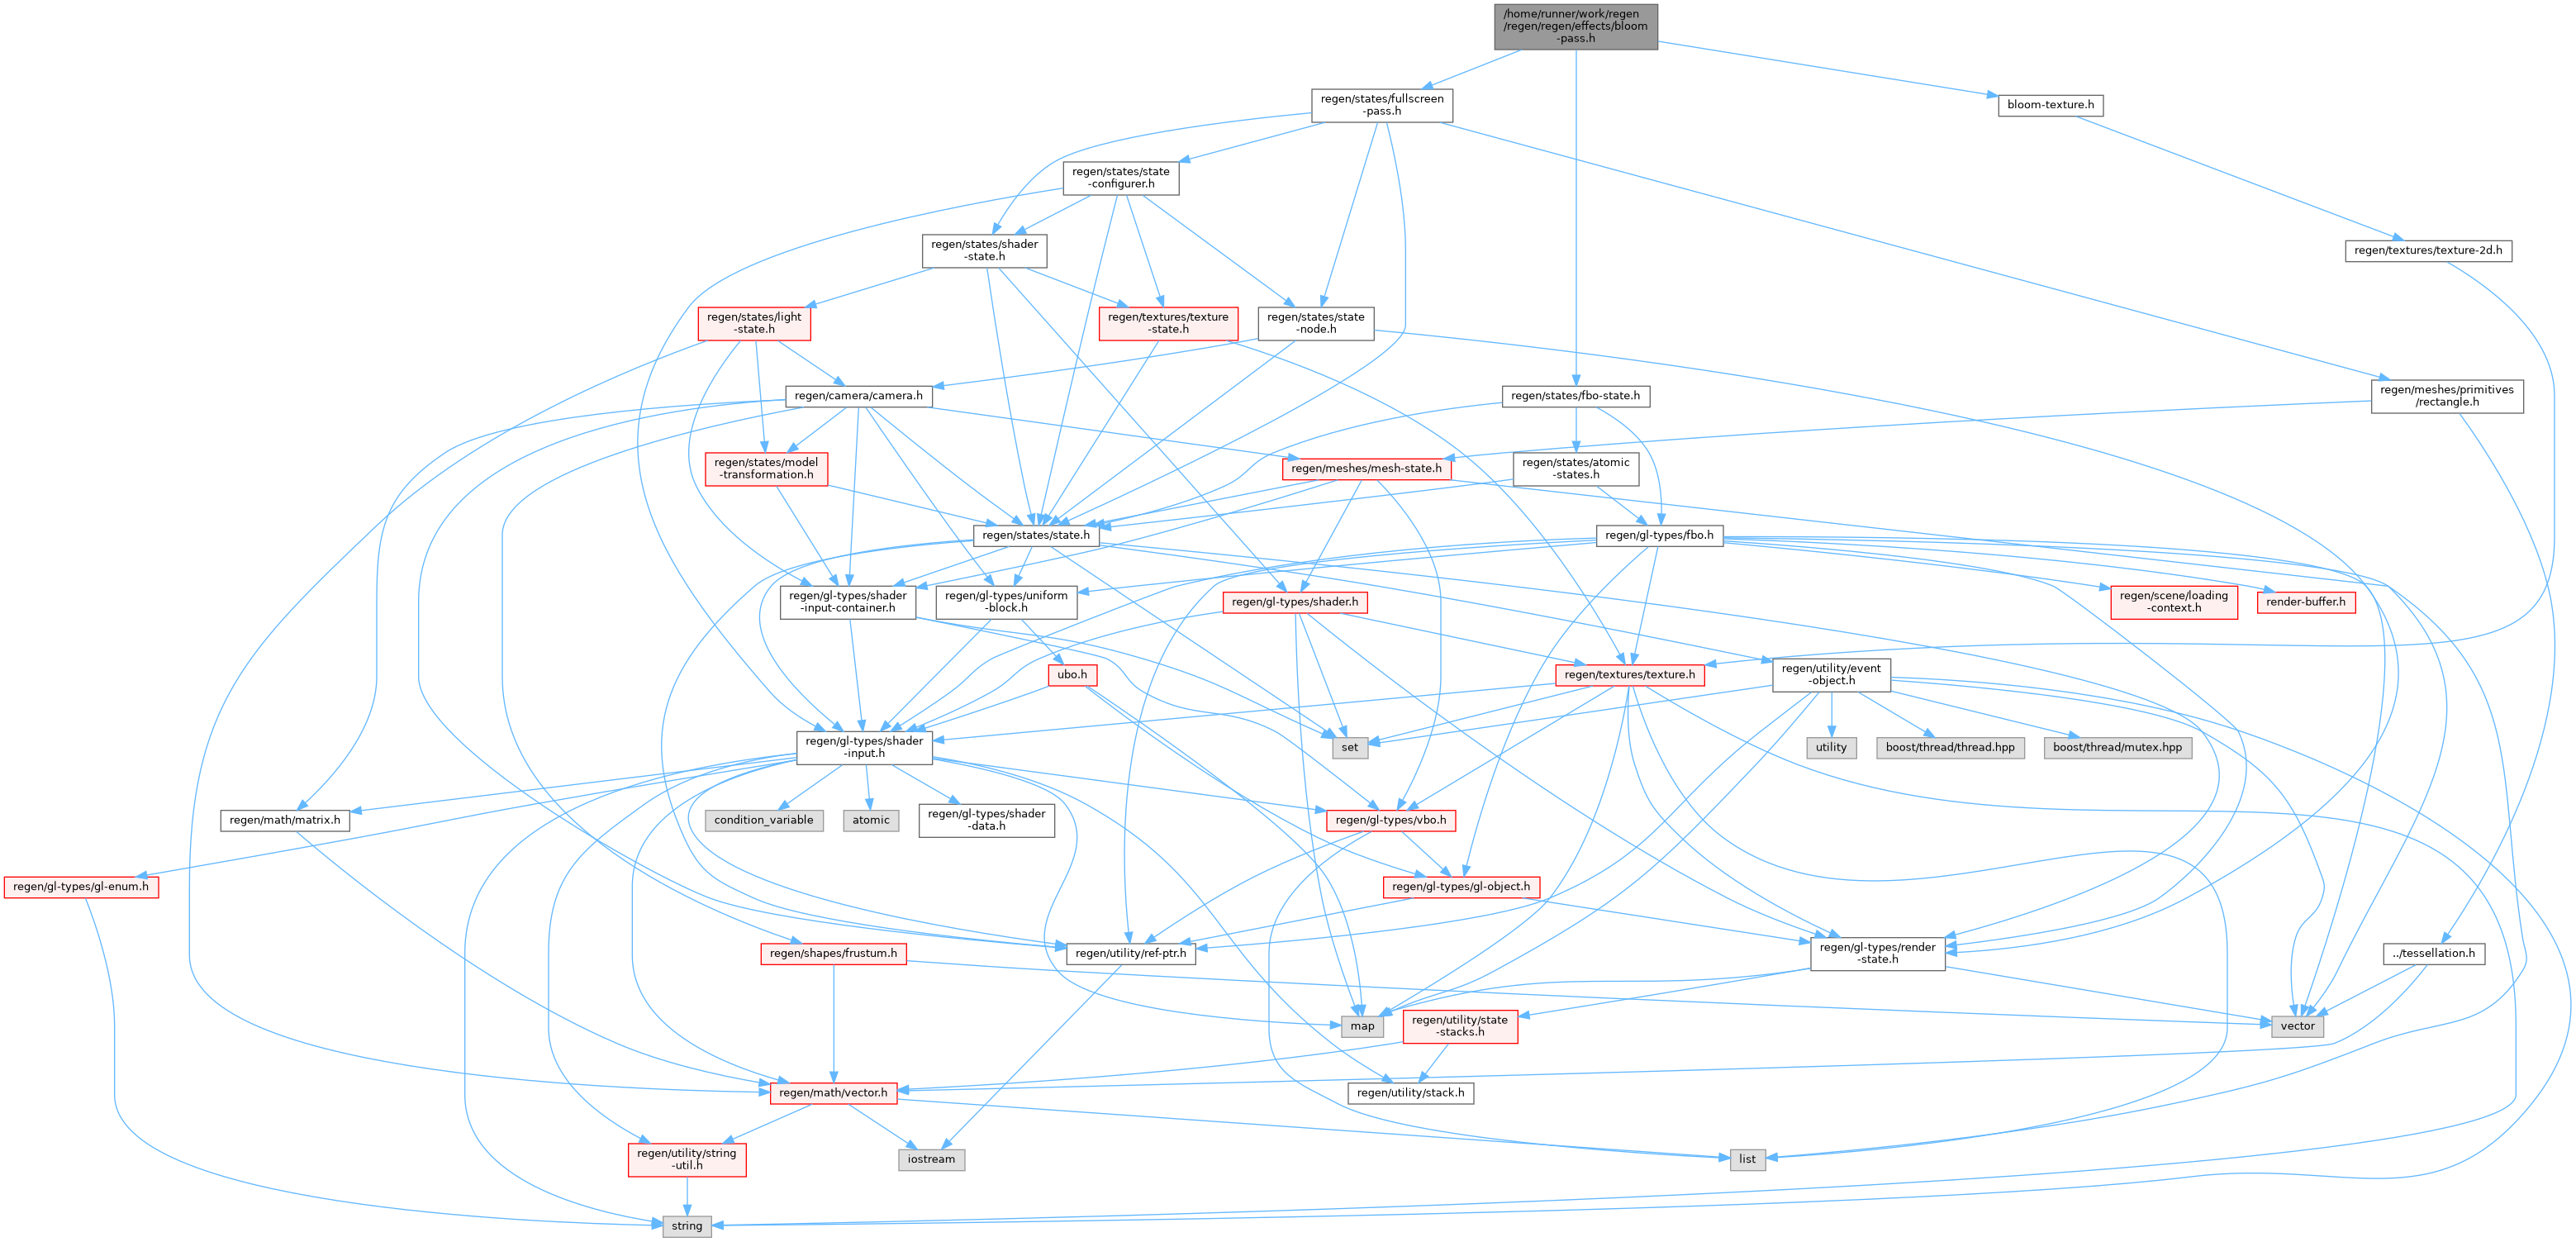 /home/runner/work/regen
/regen/regen/effects/bloom
-pass.h
regen/states/fullscreen
-pass.h
bloom-texture.h
regen/states/state
-configurer.h
regen/states/shader
-state.h
regen/textures/texture-2d.h
regen/states/light
-state.h
regen/textures/texture
-state.h
regen/states/state
-node.h
regen/camera/camera.h
regen/states/fbo-state.h
regen/meshes/primitives
/rectangle.h
regen/states/model
-transformation.h
regen/meshes/mesh-state.h
regen/states/atomic
-states.h
regen/states/state.h
regen/gl-types/fbo.h
regen/gl-types/shader
-input-container.h
regen/gl-types/uniform
-block.h
regen/gl-types/shader.h
regen/scene/loading
-context.h
render-buffer.h
ubo.h
regen/textures/texture.h
regen/utility/event
-object.h
regen/gl-types/shader
-input.h
set
utility
boost/thread/thread.hpp
boost/thread/mutex.hpp
regen/math/matrix.h
condition_variable
atomic
regen/gl-types/shader
-data.h
regen/gl-types/vbo.h
regen/gl-types/gl-enum.h
regen/gl-types/gl-object.h
regen/shapes/frustum.h
regen/utility/ref-ptr.h
regen/gl-types/render
-state.h
../tessellation.h
map
regen/utility/state
-stacks.h
vector
regen/math/vector.h
regen/utility/stack.h
regen/utility/string
-util.h
iostream
list
string